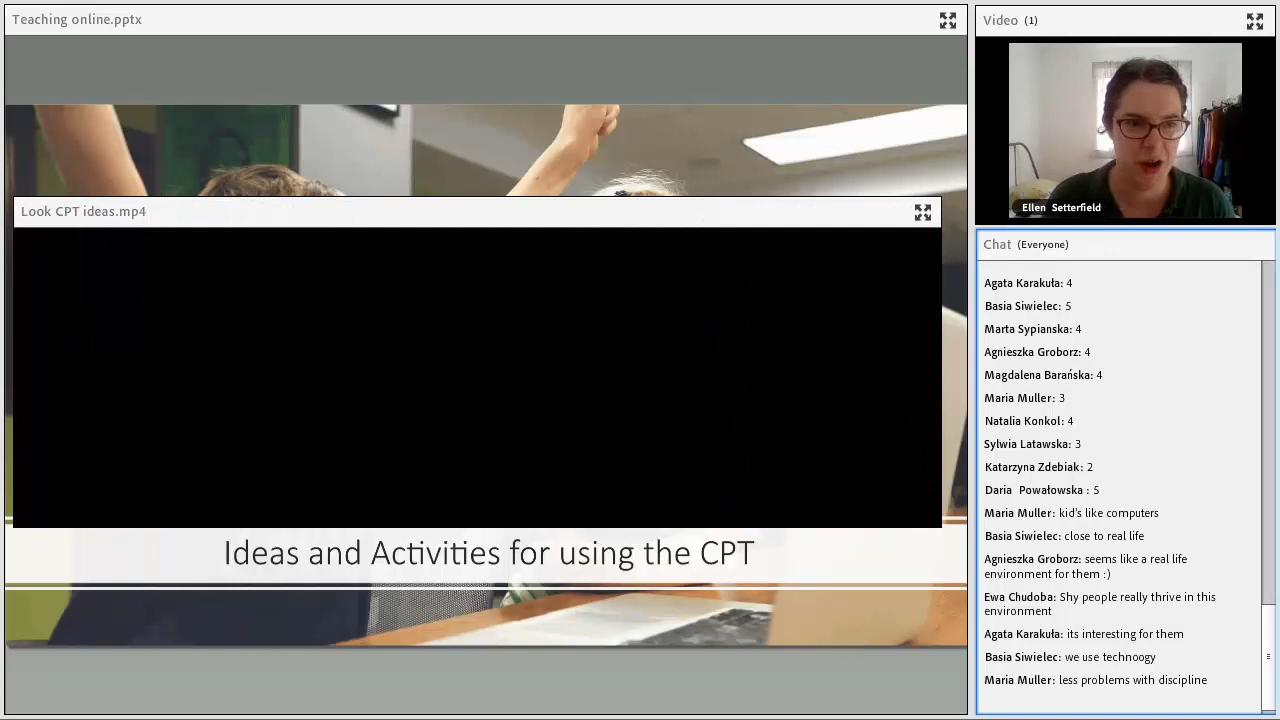 Teaching online.pptx
Look CPT ideas.mp4
Ideas and Activities for using the CPT
Video (1)
Ellen Setterfield
Chat (Everyone)
Agata Karakuła: 4
Basia Siwielec: 5
Marta Sypianska: 4
Agnieszka Groborz: 4
Magdalena Barańska: 4
Maria Muller: 3
Natalia Konkol: 4
Sylwia Latawska: 3
Katarzyna Zdebiak: 2
Daria Powałowska : 5
Maria Muller: kid's like computers
Basia Siwielec: close to real life
Agnieszka Groborz: seems like a real life
environment for them :)
Ewa Chudoba: Shy people really thrive in this
environment
Agata Karakuła: its interesting for them
Basia Siwielec: we use technoogy
Maria Muller: less problems with discipline